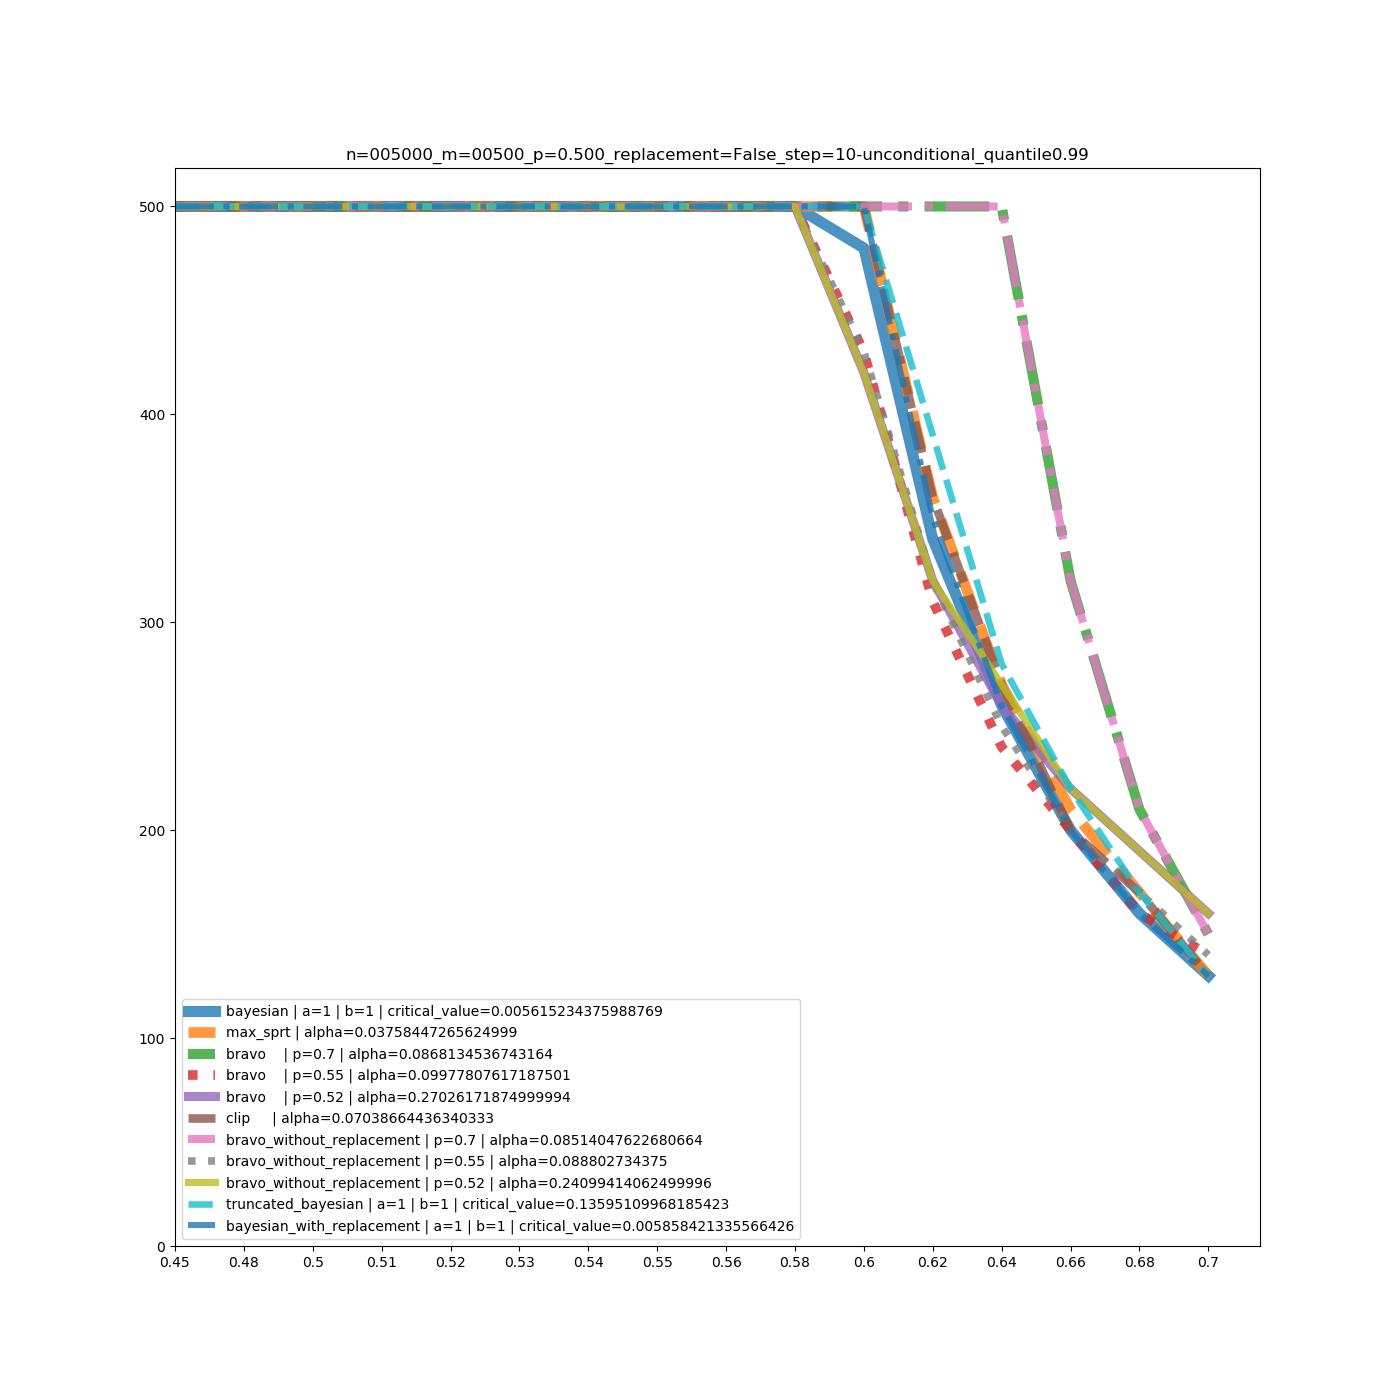 n=005000_m=00500_p=0.500_replacement=False_step=10-unconditional_quantile0.99
500
400
300
200
100
0
bayesian | a=1 | b=1 | critical_value=0.005615234375988769
max_sprt | alpha=0.03758447265624999
bravo    | p=0.7 | alpha=0.0868134536743164
bravo    | p=0.55 | alpha=0.09977807617187501
bravo    | p=0.52 | alpha=0.27026171874999994
clip     | alpha=0.07038664436340333
bravo_without_replacement | p=0.7 | alpha=0.08514047622680664
bravo_without_replacement | p=0.55 | alpha=0.088802734375
bravo_without_replacement | p=0.52 | alpha=0.24099414062499996
truncated_bayesian | a=1 | b=1 | critical_value=0.13595109968185423
bayesian_with_replacement | a=1 | b=1 | critical_value=0.005858421335566426
0.45 0.48 0.5 0.51 0.52 0.53 0.54 0.55 0.56 0.58 0.6 0.62 0.64 0.66 0.68 0.7